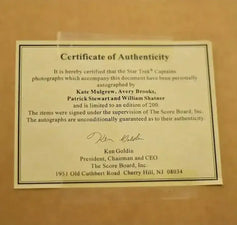 Certificate of Authenticity
It is hereby certified that the Star Trek® Captains
photographs which accompany this document have been personally
autographed by
Kate Mulgrew, Avery Brooks,
Patrick Stewart and William Shatner
and is limited to an edition of 200.
The items were signed under the supervision of The Score Board, Inc.
The autographs are unconditionally guaranteed as to their authenticity.
Ken Goldin
Ken Goldin
President, Chairman and CEO
The Score Board, Inc.
1951 Old Cuthbert Road Cherry Hill, NJ 08034